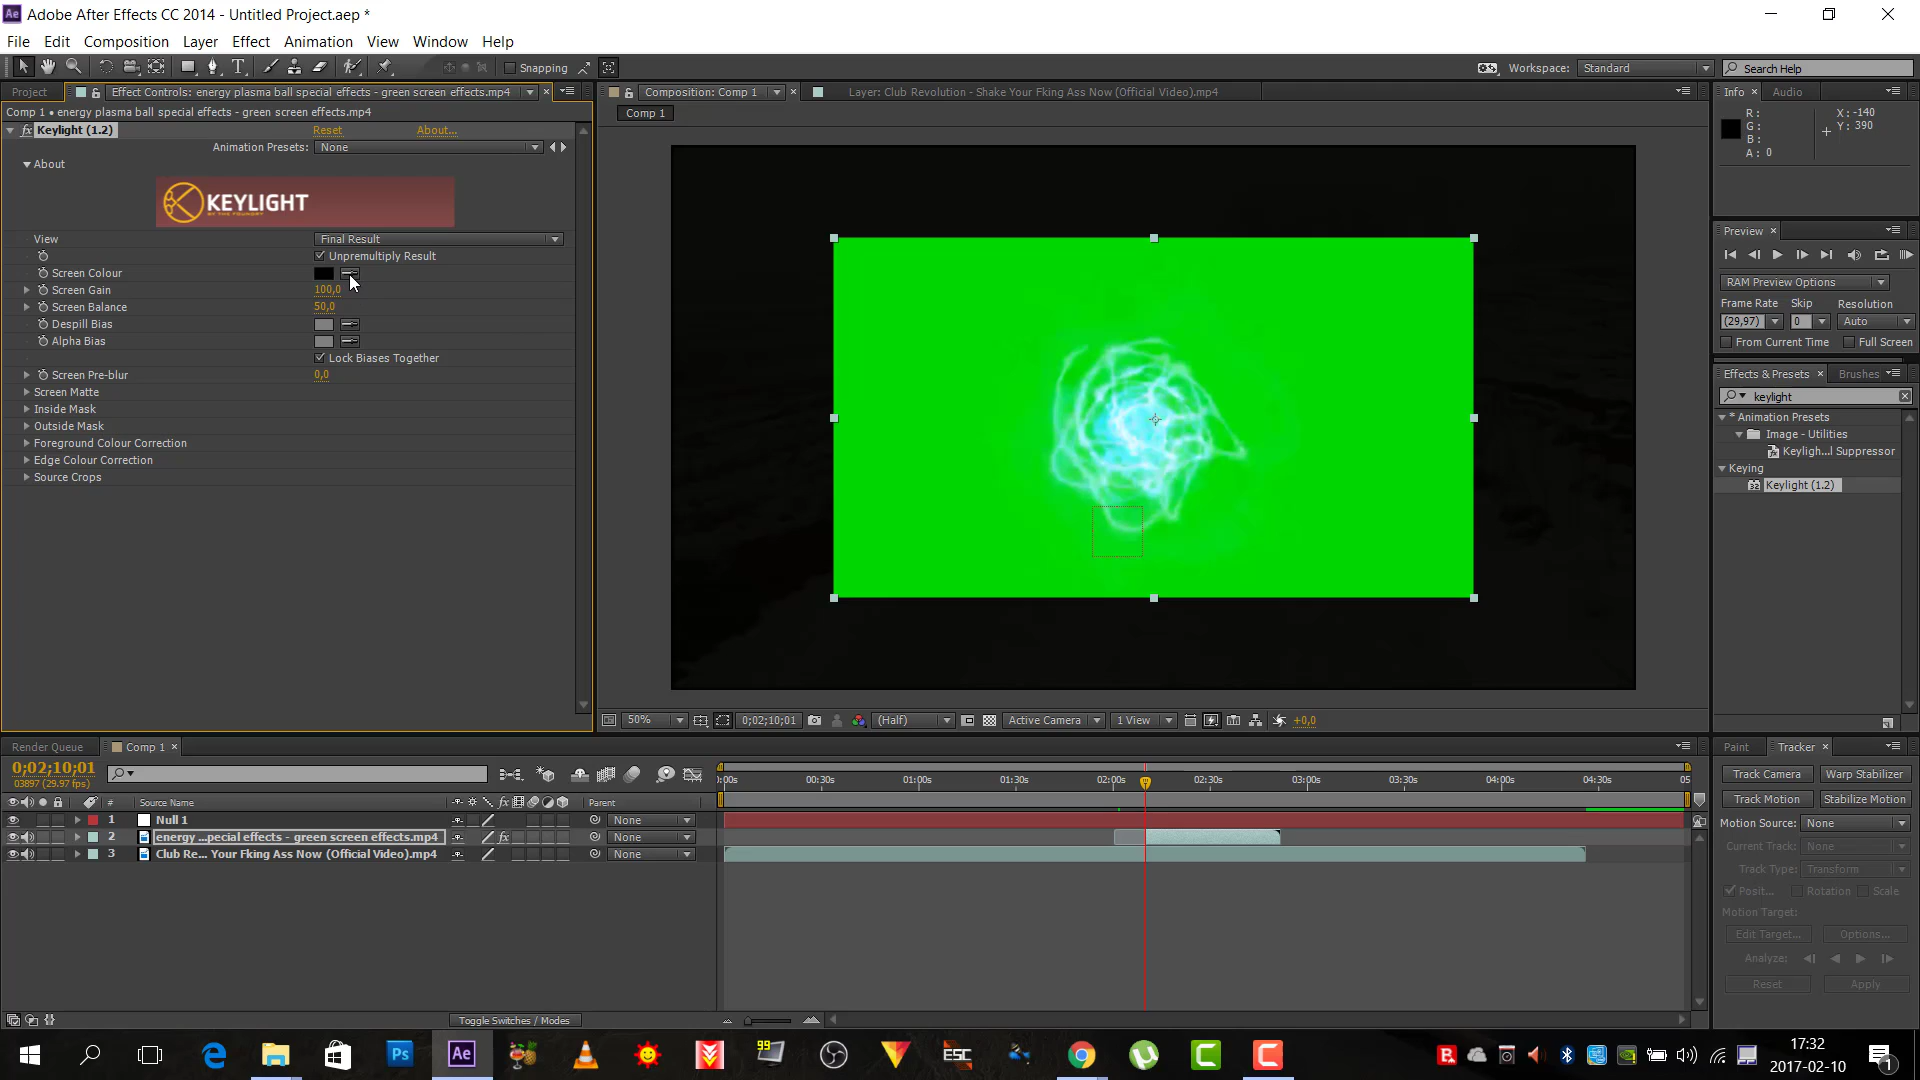 Adobe After Effects CC 2014 - Untitled Project.aep *
File Edit Composition Layer Effect Animation View Window Help
Snapping
Workspace: Standard
Search Help
Project
Effect Controls: energy plasma ball special effects - green screen effects.mp4
Composition: Comp 1
Layer: Club Revolution - Shake Your Fking Ass Now (Official Video).mp4
Info
Audio
Comp 1 • energy plasma ball special effects - green screen effects.mp4
Comp 1
Keylight (1.2)
Reset
About...
Animation Presets: None
About
KEYLIGHT
BY THE FOUNDRY
View
Final Result
Unpremultiply Result
Screen Colour
Screen Gain
100,0
Screen Balance
50,0
Despill Bias
Alpha Bias
Lock Biases Together
Screen Pre-blur
0,0
Screen Matte
Inside Mask
Outside Mask
Foreground Colour Correction
Edge Colour Correction
Source Crops
R:
G:
B:
A: 0
X: -140
Y: 390
Preview
RAM Preview Options
Frame Rate Skip Resolution
(29,97) 0 Auto
From Current Time Full Screen
Effects & Presets
Brushes
keylight
* Animation Presets
Image - Utilities
Keyligh...l Suppressor
Keying
Keylight (1.2)
50%
0;02;10;01
(Half)
Active Camera
1 View
+0,0
Render Queue
Comp 1
0;02;10;01
03897 (29.97 fps)
# Source Name
Parent
1 Null 1 None
2 energy ...pecial effects - green screen effects.mp4 None
3 Club Re... Your Fking Ass Now (Official Video).mp4 None
:00s 00:30s 01:00s 01:30s 02:00s 02:30s 03:00s 03:30s 04:00s 04:30s 05
Toggle Switches / Modes
Paint
Tracker
Track Camera Warp Stabilizer
Track Motion Stabilize Motion
Motion Source: None
Current Track: None
Track Type: Transform
Posit... Rotation Scale
Motion Target:
Edit Target... Options...
Analyze:
Reset Apply
Ps
Ae
99
ESC
17:32
2017-02-10
1